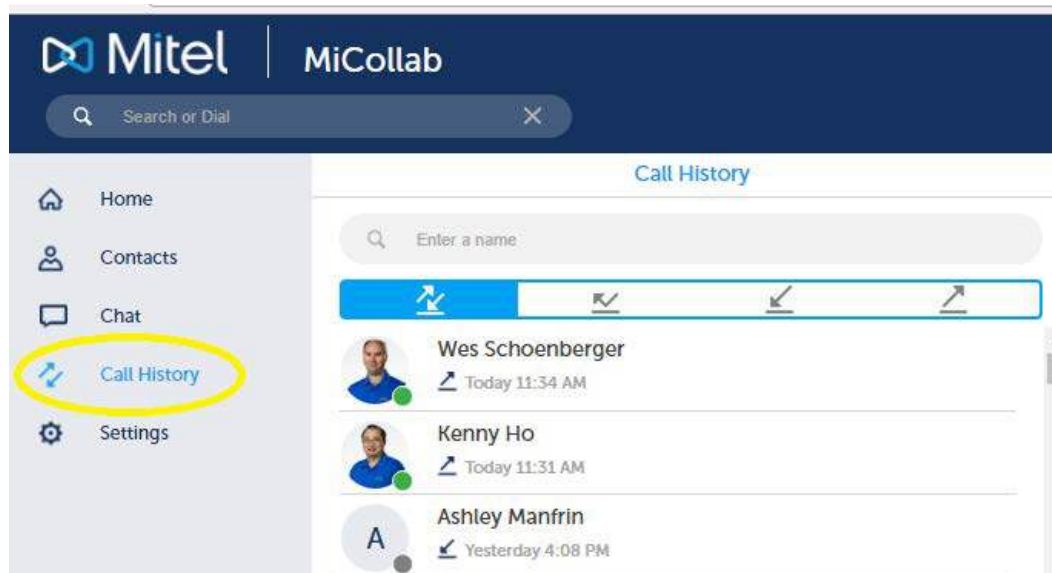 Mitel
MiCollab
Search or Dial
Home
Contacts
Chat
Call History
Settings
Call History
Enter a name
Wes Schoenberger
Today 11:34 AM
Kenny Ho
Today 11:31 AM
A
Ashley Manfrin
Yesterday 4:08 PM